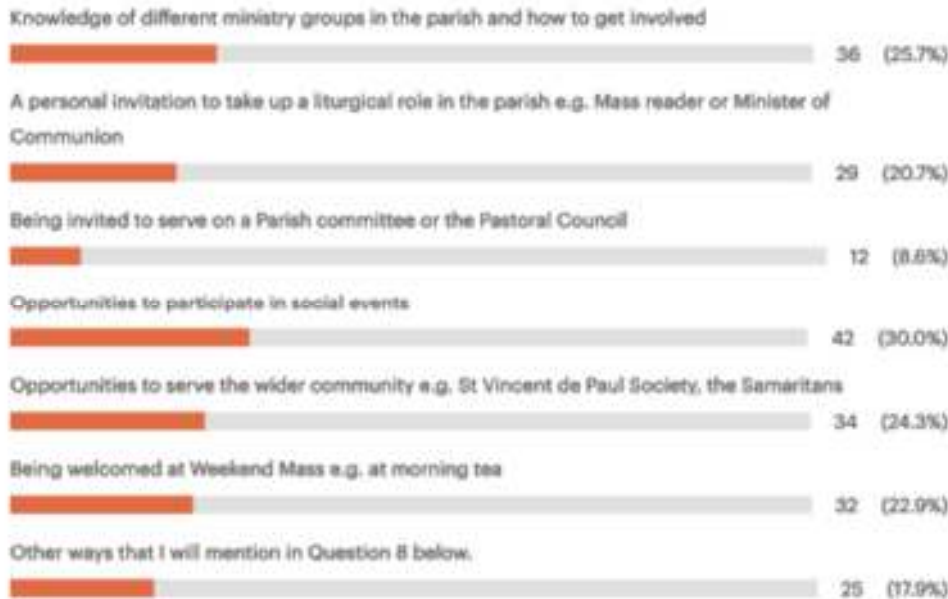 Knowledge of different ministry groups in the parish and how to get involved
36 (25.7%)
A personal invitation to take up a liturgical role in the parish e.g. Mass reader or Minister of
Communion
29 (20.7%)
Being invited to serve on a Parish committee or the Pastoral Council
12 (8.6%)
Opportunities to participate in social events
42 (30.0%)
Opportunities to serve the wider community e.g. St Vincent de Paul Society, the Samaritans
34 (24.3%)
Being welcomed at Weekend Mass e.g. at morning tea
32 (22.9%)
Other ways that I will mention in Question 8 below.
25 (17.9%)